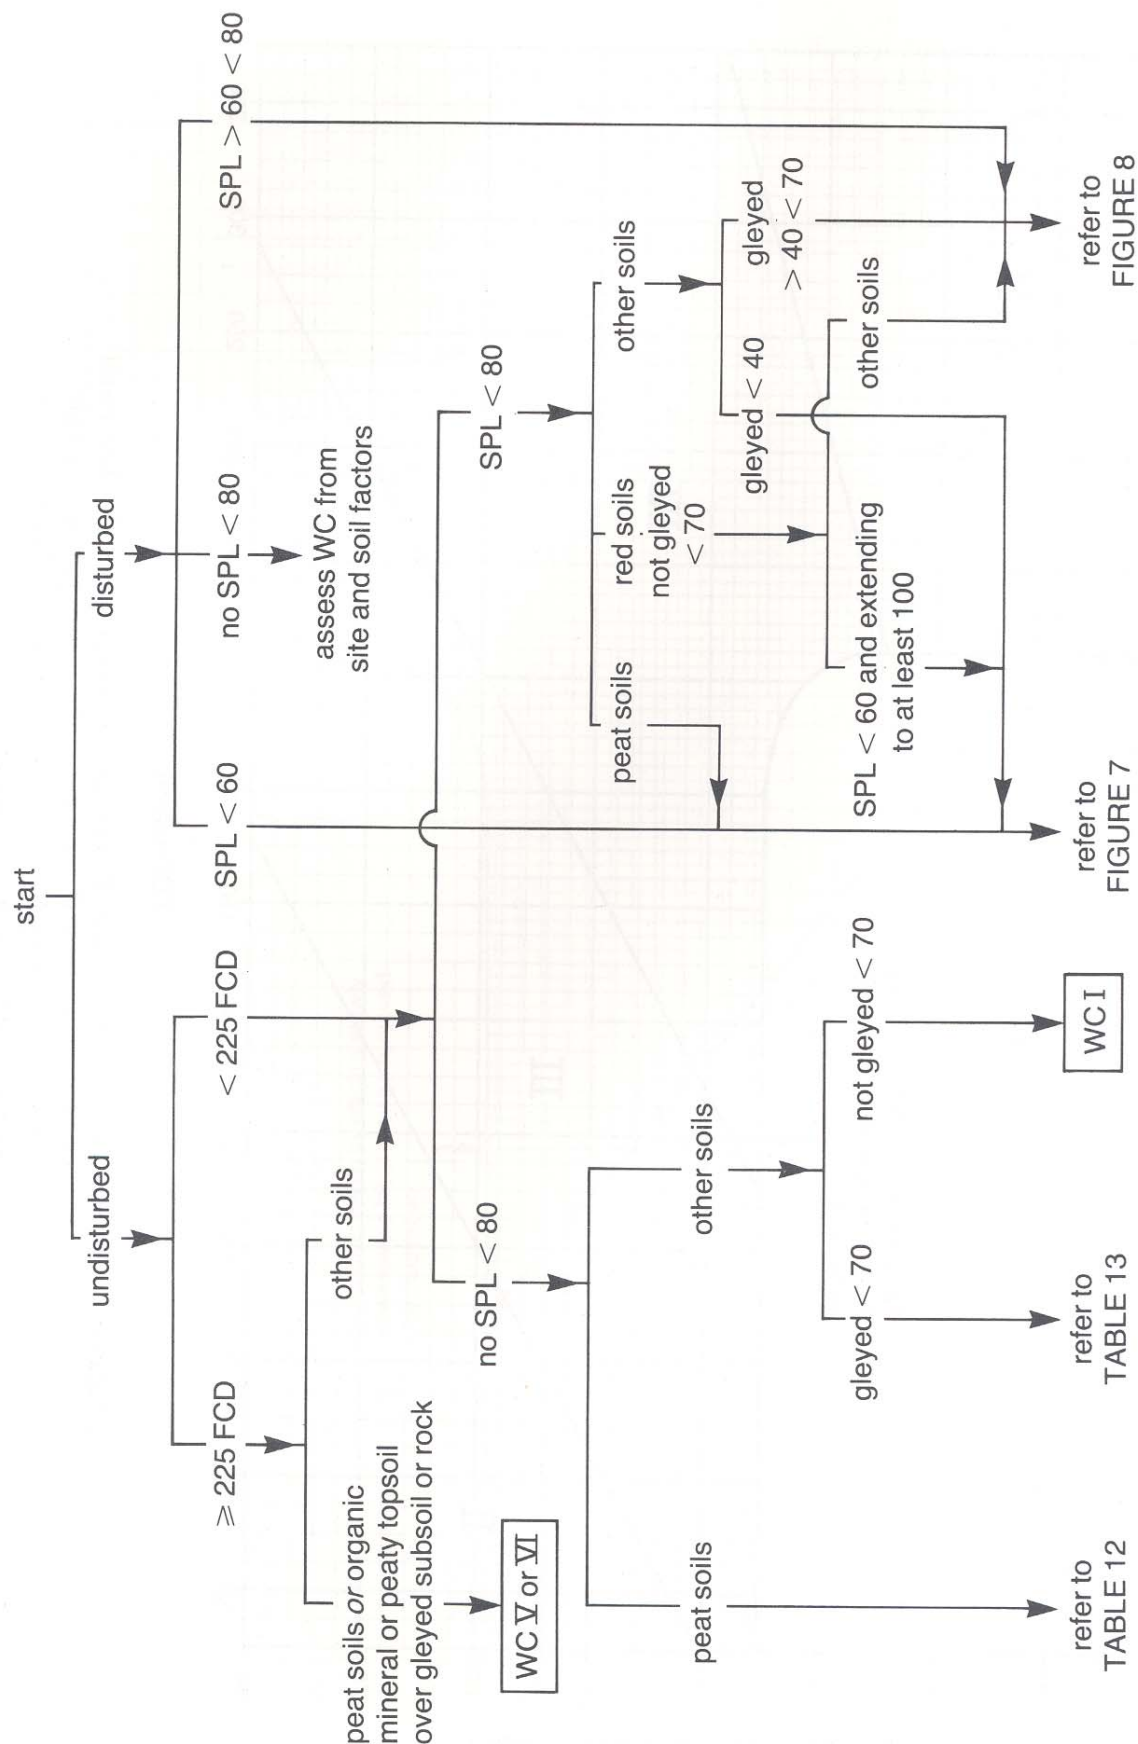 start
undisturbed
disturbed
≥ 225 FCD
< 225 FCD
SPL < 60
no SPL < 80
SPL > 60 < 80
peat soils or organic
mineral or peaty topsoil
over gleyed subsoil or rock
other soils
assess WC from
site and soil factors
WC V or VI
no SPL < 80
SPL < 80
peat soils
other soils
peat soils
red soils
not gleyed
< 70
other soils
gleyed < 70
not gleyed < 70
SPL < 60 and extending
to at least 100
gleyed < 40
other soils
gleyed
> 40 < 70
refer to
TABLE 12
refer to
TABLE 13
WC I
refer to
FIGURE 7
refer to
FIGURE 8